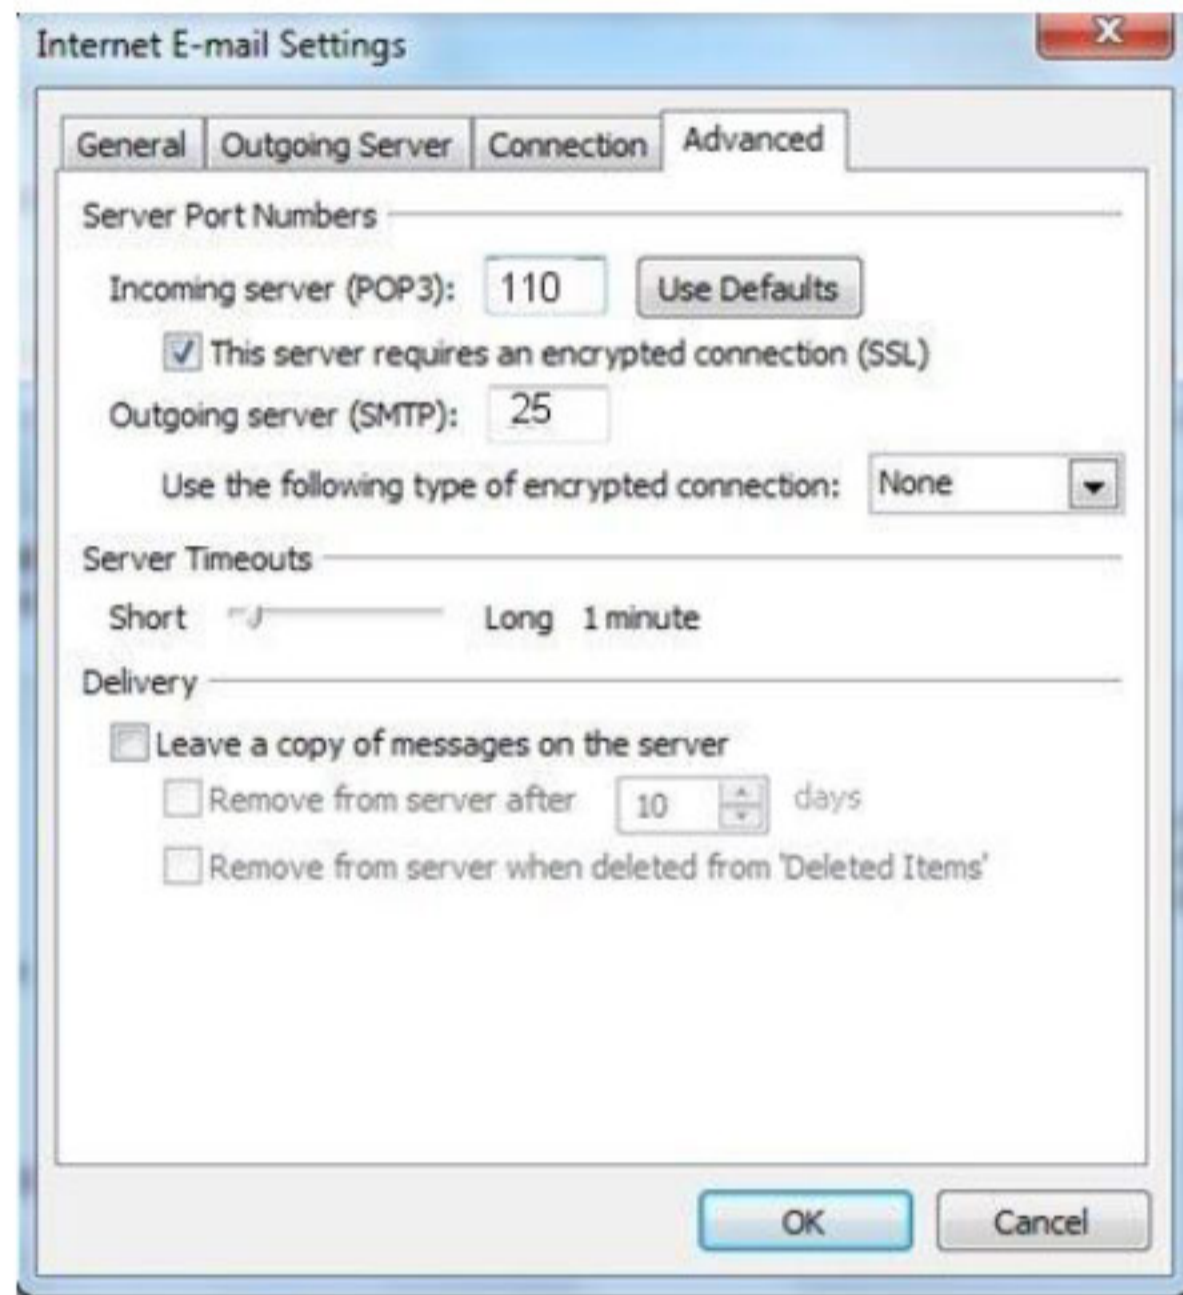 Internet E-mail Settings
X
General Outgoing Server Connection Advanced
Server Port Numbers
Incoming server (POP3): 110 Use Defaults
This server requires an encrypted connection (SSL)
Outgoing server (SMTP): 25
Use the following type of encrypted connection: None
Server Timeouts
Short Long 1 minute
Delivery
Leave a copy of messages on the server
Remove from server after 10 days
Remove from server when deleted from 'Deleted Items'
OK Cancel